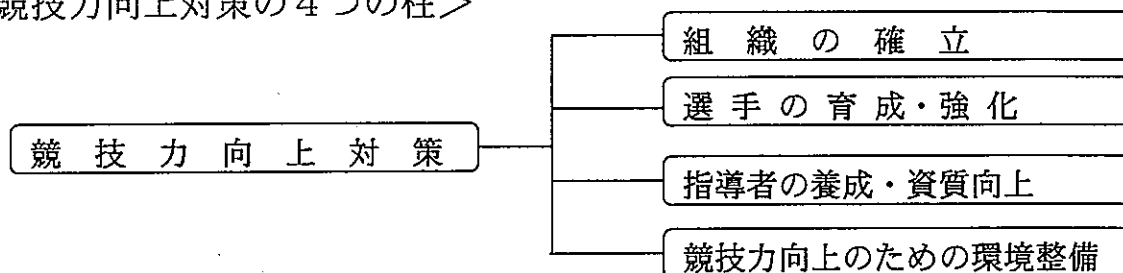 競技力向上対策の4つの柱＞
競技力向上対策
組織の確立
選手の育成・強化
指導者の養成・資質向上
競技力向上のための環境整備